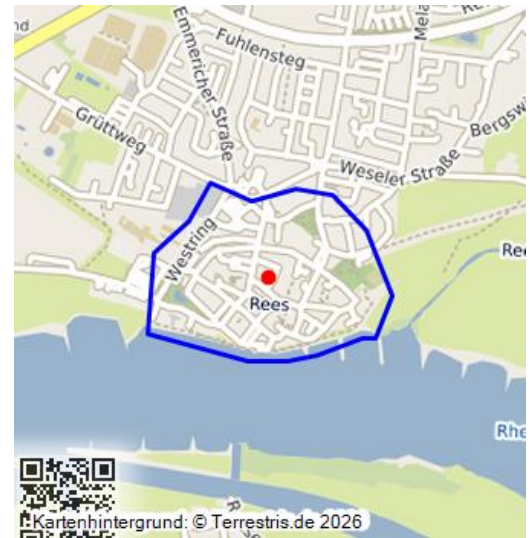 Emmericher Straße
Fuhlensteg
Grüttweg
Weseler Straße
Westring
Rees
Kartenhintergrund: © Terrestris.de 2026